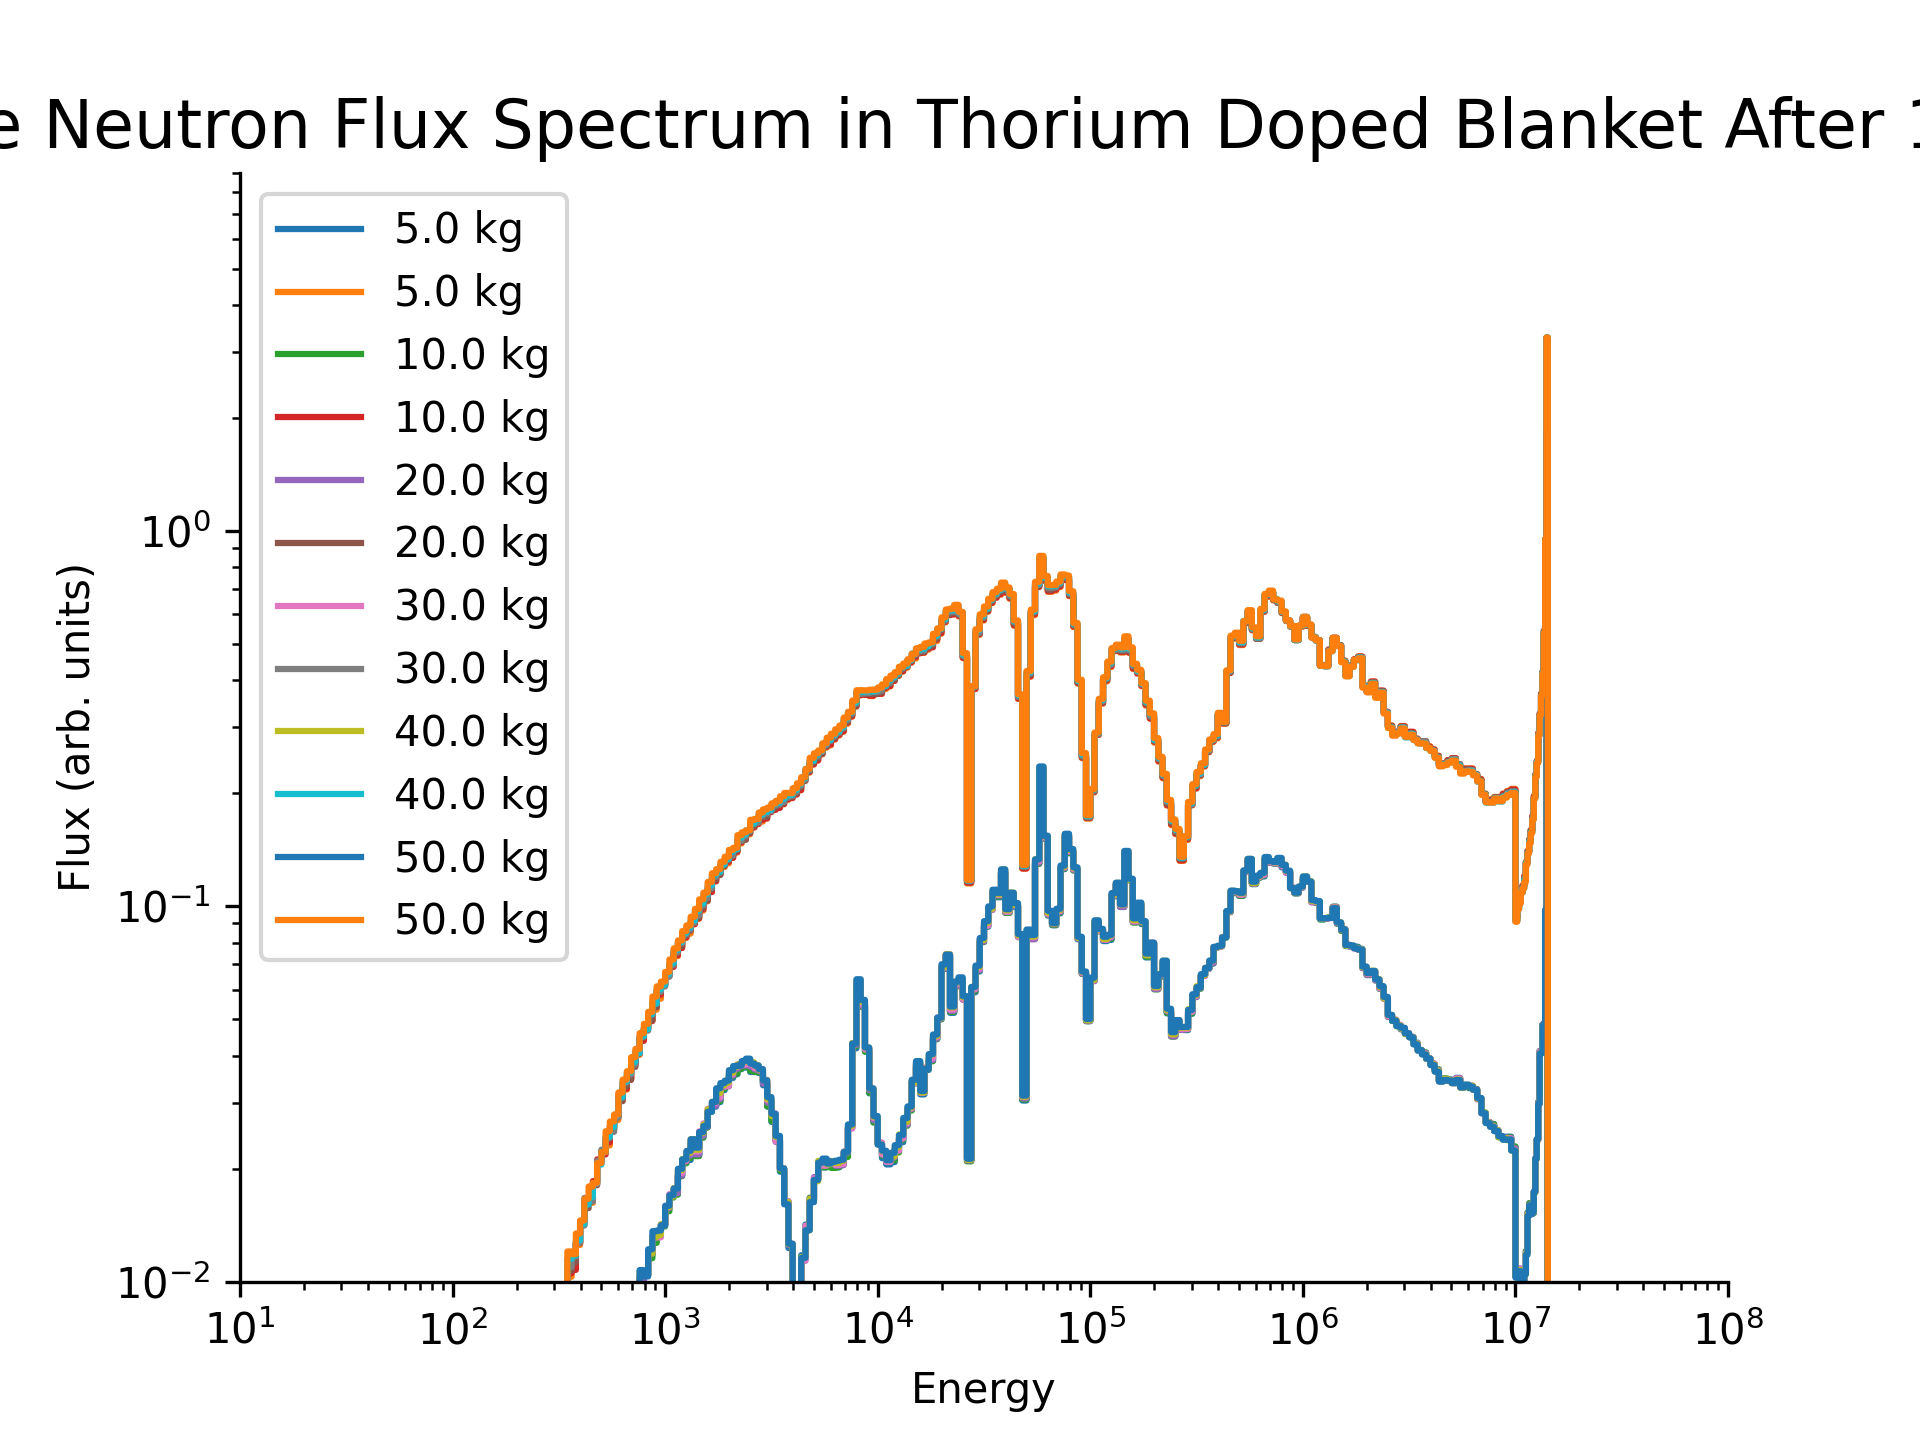 e Neutron Flux Spectrum in Thorium Doped Blanket After 1
5.0 kg
5.0 kg
10.0 kg
10.0 kg
20.0 kg
20.0 kg
30.0 kg
30.0 kg
40.0 kg
40.0 kg
50.0 kg
50.0 kg
Flux (arb. units)
10⁰
10⁻¹
10⁻²
10¹ 10² 10³ 10⁴ 10⁵ 10⁶ 10⁷ 10⁸
Energy